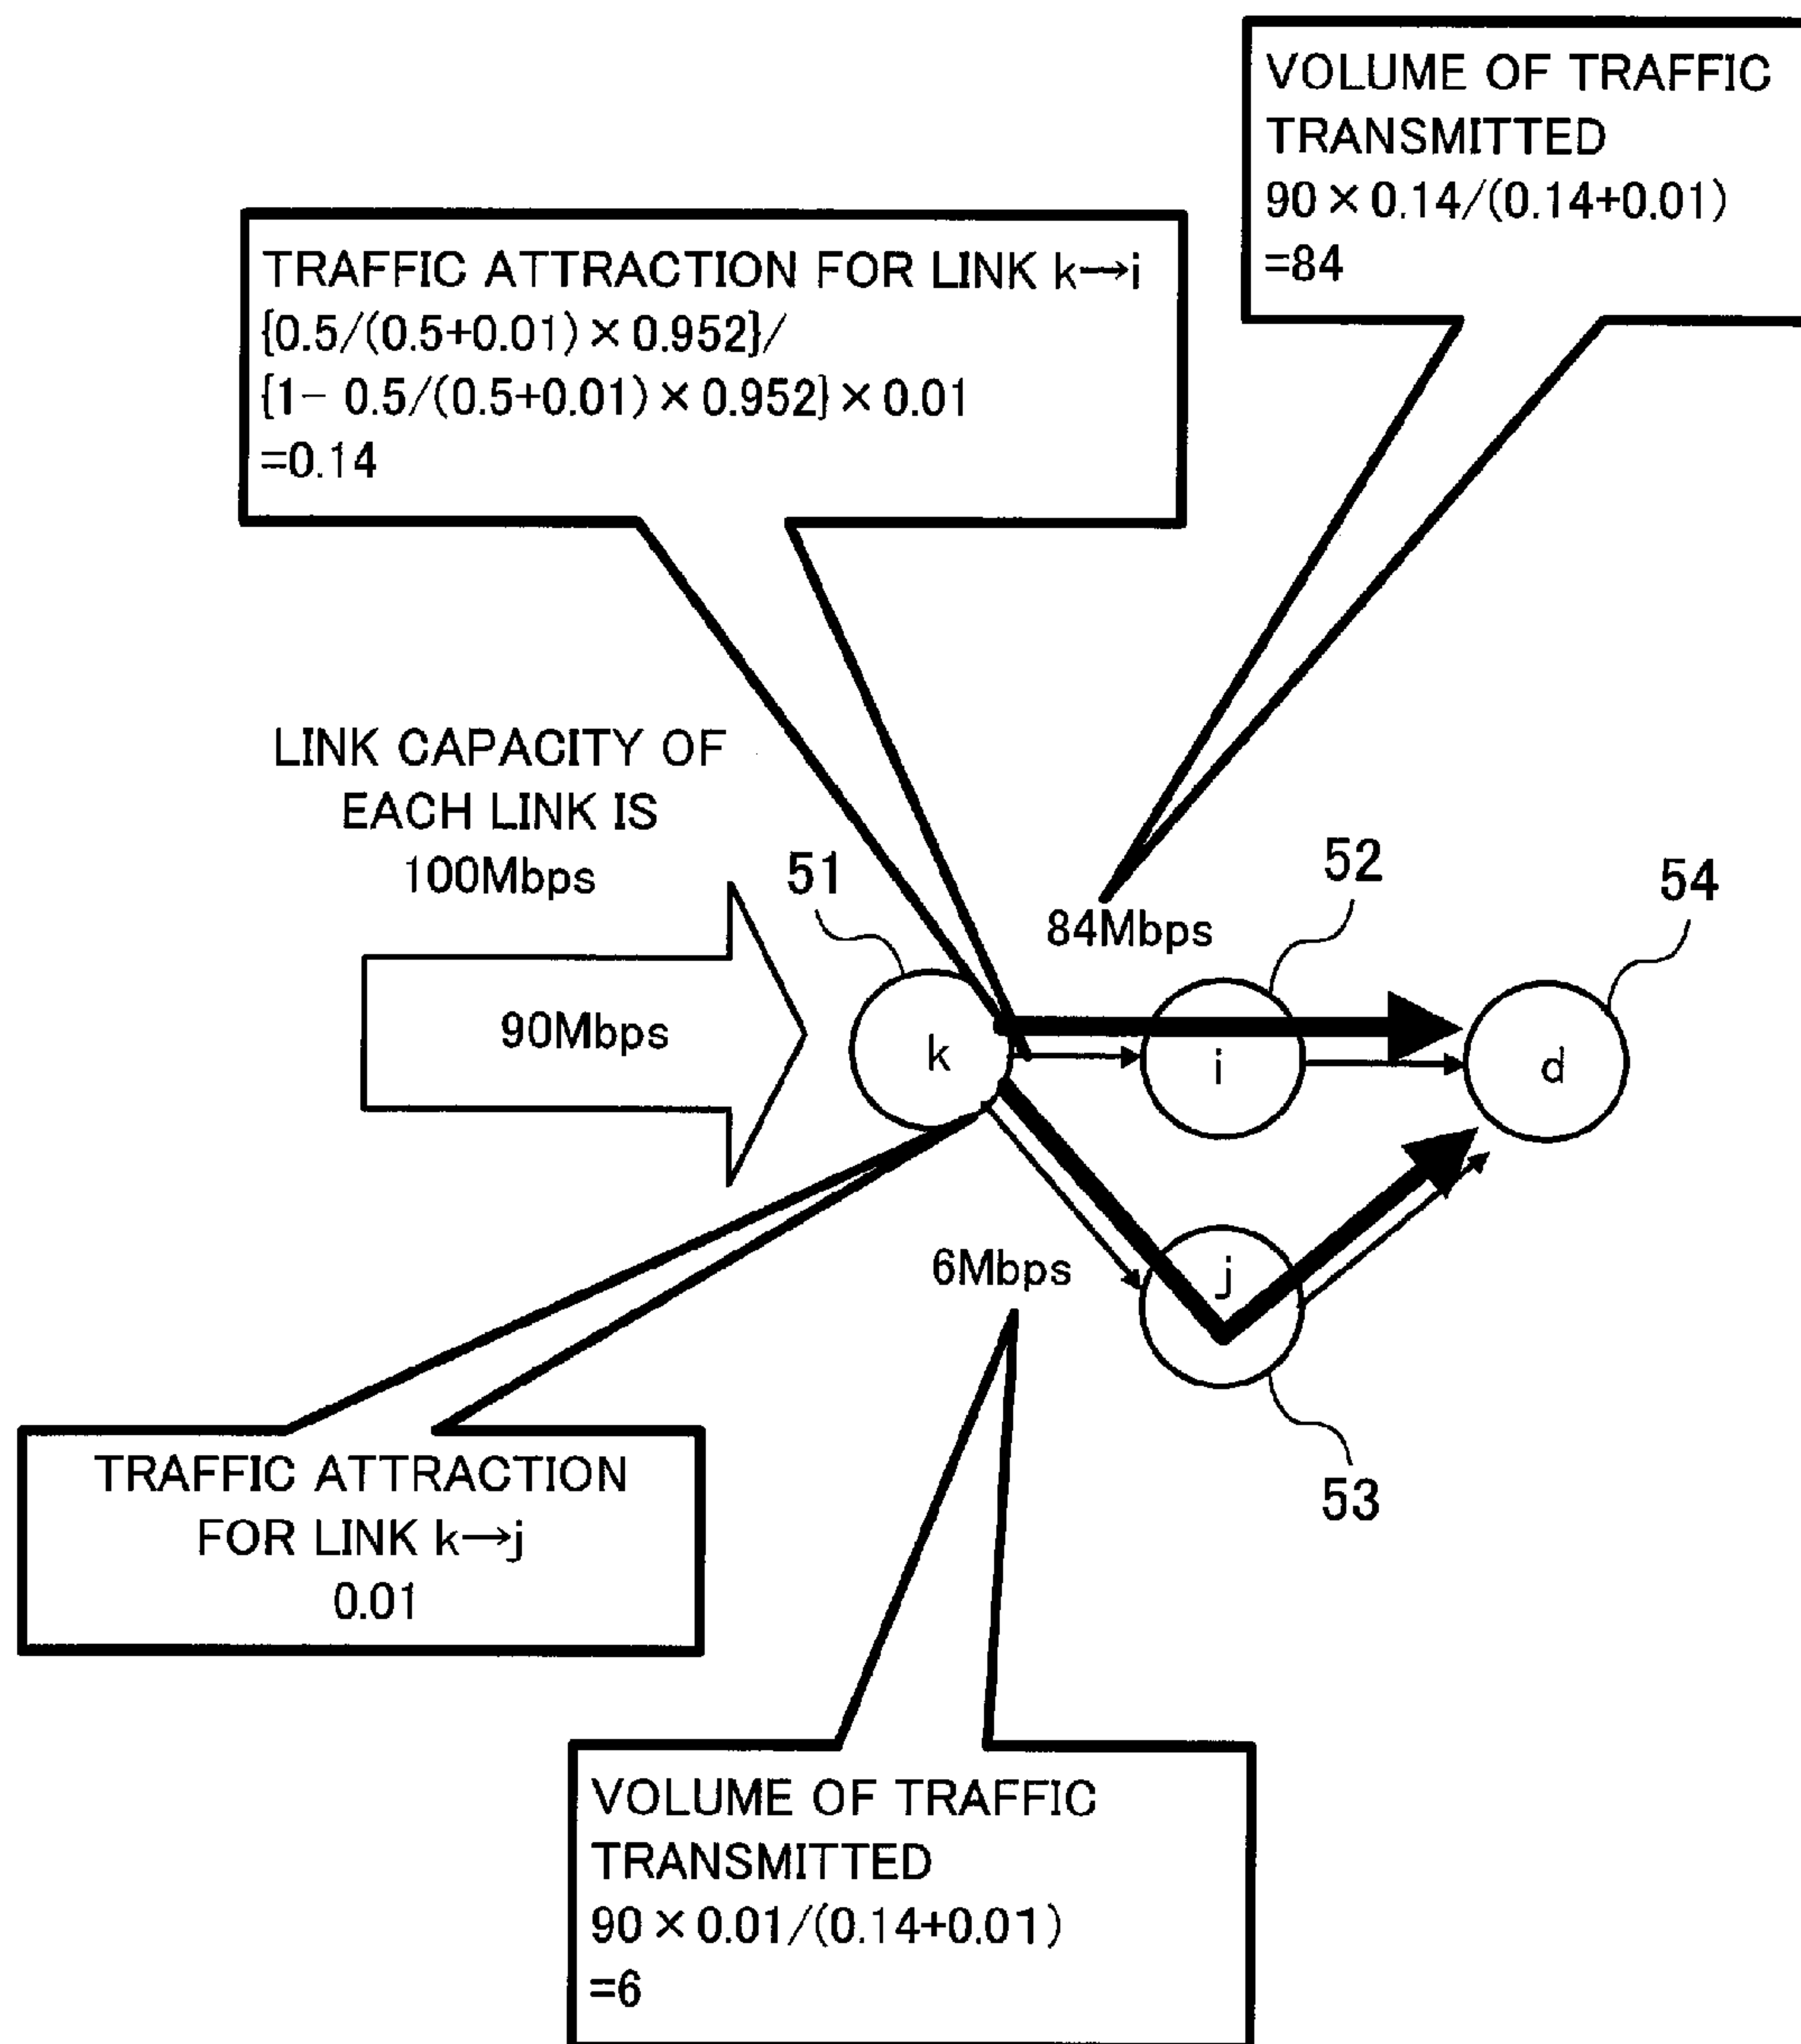 VOLUME OF TRAFFIC
TRANSMITTED
90×0.14/(0.14+0.01)
=84
TRAFFIC ATTRACTION FOR LINK k→i
{0.5/(0.5+0.01)×0.952}/
{1- 0.5/(0.5+0.01)×0.952}×0.01
=0.14
LINK CAPACITY OF
EACH LINK IS
100Mbps
51
52
54
84Mbps
90Mbps
k
i
d
6Mbps
j
53
TRAFFIC ATTRACTION
FOR LINK k→j
0.01
VOLUME OF TRAFFIC
TRANSMITTED
90×0.01/(0.14+0.01)
=6